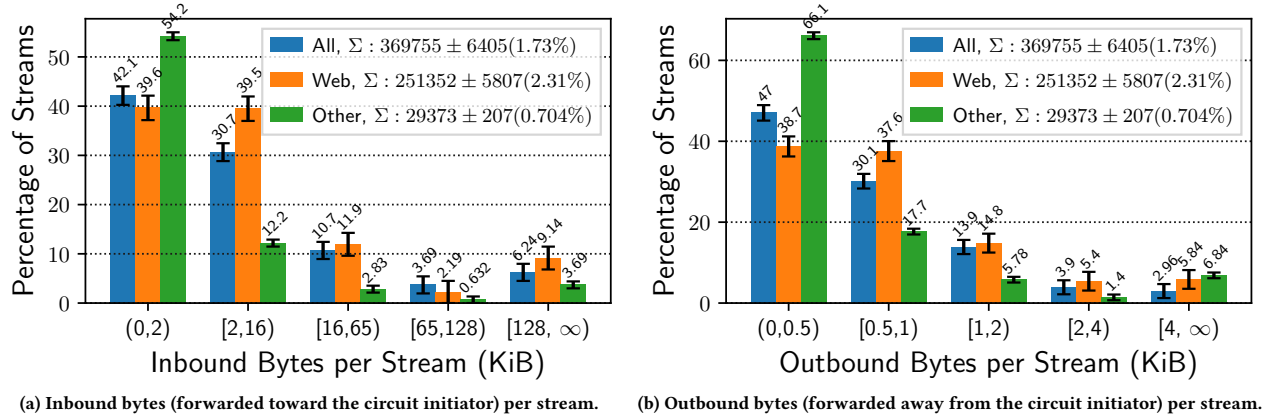 Percentage of Streams
50
40
30
20
10
0
42.1
39.6
54.2
30.7
39.5
12.2
10.7
11.9
2.83
3.69
2.19
0.632
6.24
9.14
3.69
All, Σ : 369755 ± 6405(1.73%)
Web, Σ : 251352 ± 5807(2.31%)
Other, Σ : 29373 ± 207(0.704%)
(0,2) [2,16) [16,65) [65,128) [128, ∞)
Inbound Bytes per Stream (KiB)
(a) Inbound bytes (forwarded toward the circuit initiator) per stream.
Percentage of Streams
60
40
20
0
47
38.7
66.1
30.1
37.6
17.7
13.9
14.8
5.78
3.9
5.4
1.4
2.96
5.84
6.84
All, Σ : 369755 ± 6405(1.73%)
Web, Σ : 251352 ± 5807(2.31%)
Other, Σ : 29373 ± 207(0.704%)
(0,0.5) [0.5,1) [1,2) [2,4) [4, ∞)
Outbound Bytes per Stream (KiB)
(b) Outbound bytes (forwarded away from the circuit initiator) per stream.